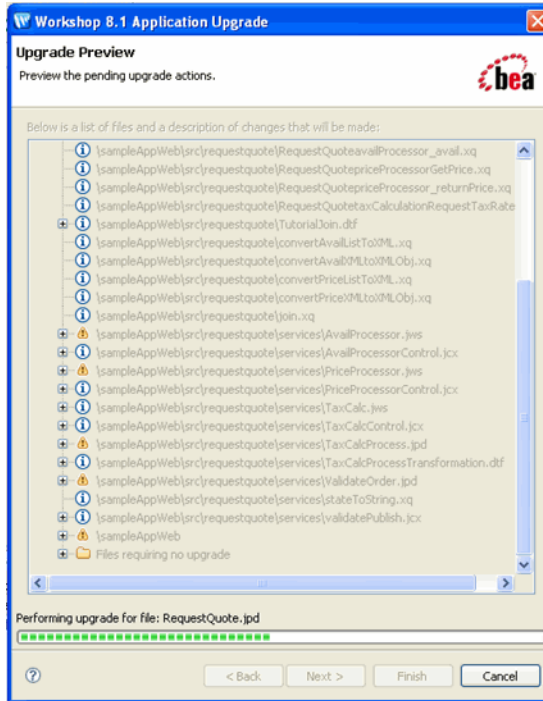 Workshop 8.1 Application Upgrade
Upgrade Preview
Preview the pending upgrade actions.
bea
Below is a list of files and a description of changes that will be made:
\sampleAppWeb\src\requestquote\RequestQuoteavailProcessor_avail.xq
\sampleAppWeb\src\requestquote\RequestQuotepriceProcessorGetPrice.xq
\sampleAppWeb\src\requestquote\RequestQuotepriceProcessor_returnPrice.xq
\sampleAppWeb\src\requestquote\RequestQuotetaxCalculationRequestTaxRate
\sampleAppWeb\src\requestquote\TutorialJoin.dtf
\sampleAppWeb\src\requestquote\convertAvailListToXML.xq
\sampleAppWeb\src\requestquote\convertAvailXMLtoXMLObj.xq
\sampleAppWeb\src\requestquote\convertPriceListToXML.xq
\sampleAppWeb\src\requestquote\convertPriceXMLtoXMLObj.xq
\sampleAppWeb\src\requestquote\join.xq
\sampleAppWeb\src\requestquote\services\AvailProcessor.jws
\sampleAppWeb\src\requestquote\services\AvailProcessorControl.jcx
\sampleAppWeb\src\requestquote\services\PriceProcessor.jws
\sampleAppWeb\src\requestquote\services\PriceProcessorControl.jcx
\sampleAppWeb\src\requestquote\services\TaxCalc.jws
\sampleAppWeb\src\requestquote\services\TaxCalcControl.jcx
\sampleAppWeb\src\requestquote\services\TaxCalcProcess.jpd
\sampleAppWeb\src\requestquote\services\TaxCalcProcessTransformation.dtf
\sampleAppWeb\src\requestquote\services\ValidateOrder.jpd
\sampleAppWeb\src\requestquote\services\stateToString.xq
\sampleAppWeb\src\requestquote\services\validatePublish.jcx
\sampleAppWeb
Files requiring no upgrade
Performing upgrade for file: RequestQuote.jpd
< Back Next > Finish Cancel